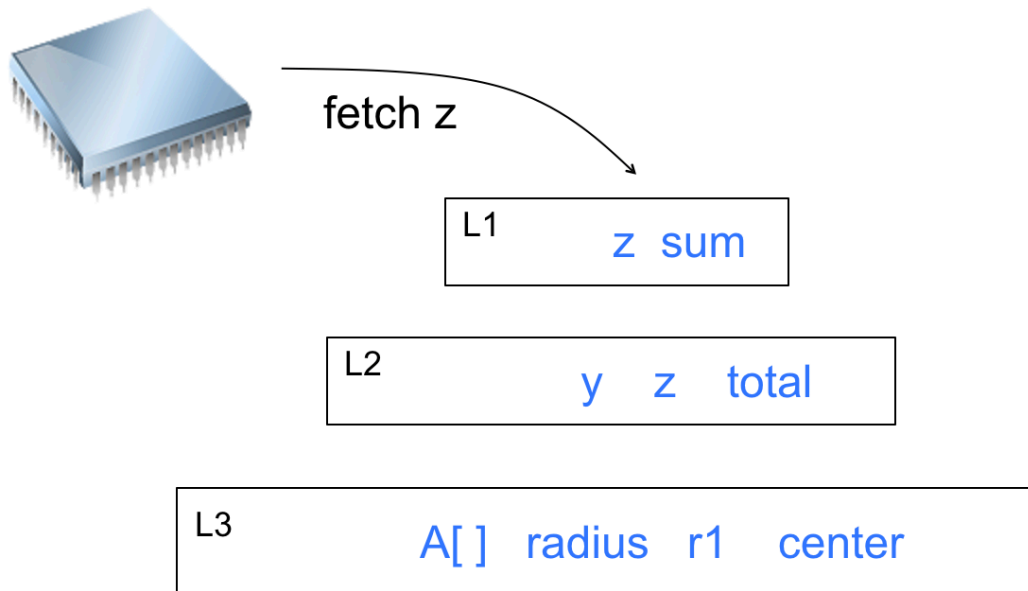 fetch z
L1 z sum
L2 y z total
L3 A[ ] radius r1 center